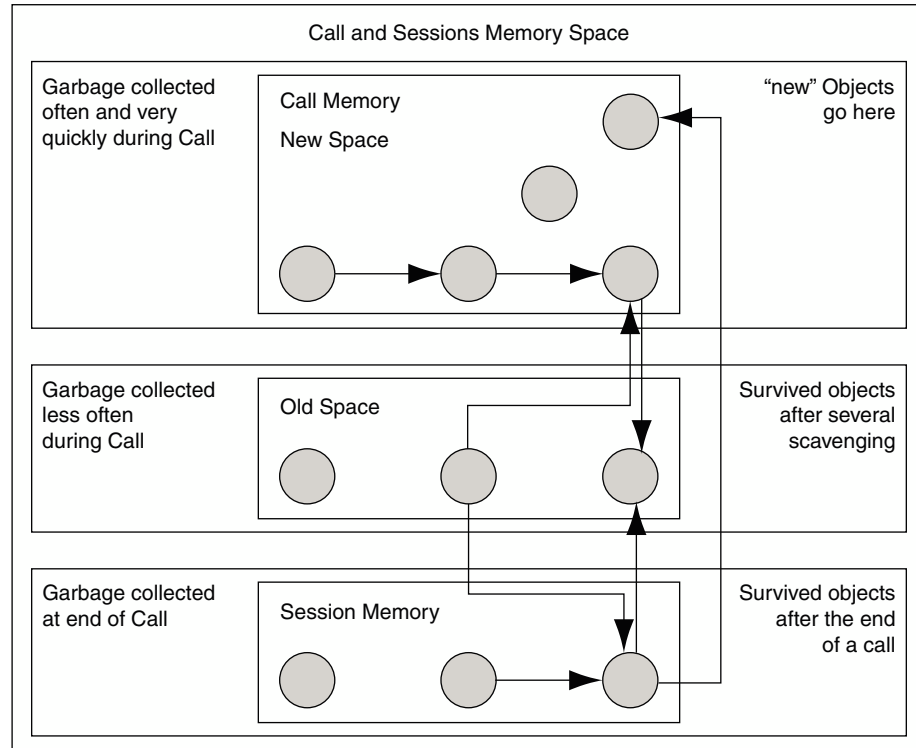 Call and Sessions Memory Space
Garbage collected
often and very
quickly during Call
Call Memory
New Space
“new” Objects
go here
Garbage collected
less often
during Call
Old Space
Survived objects
after several
scavenging
Garbage collected
at end of Call
Session Memory
Survived objects
after the end
of a call